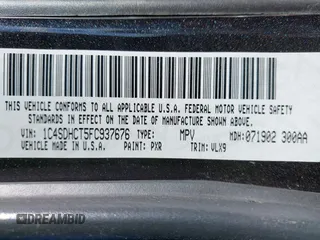 THIS VEHICLE CONFORMS TO ALL APPLICABLE U.S.A. FEDERAL MOTOR VEHICLE SAFETY
STANDARDS IN EFFECT ON THE DATE OF MANUFACTURE SHOWN ABOVE.
VIN: 1C4SDHCT5FC937676 TYPE: MPV MDH: 071902 300AA
VEHICLE MADE IN U.S.A. PAINT: PXR TRIM: VLX9
DREAMBID